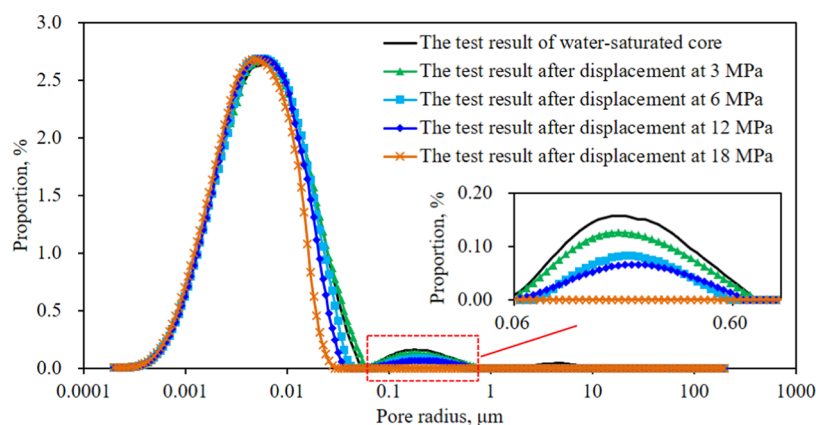 3.0
2.5
2.0
1.5
1.0
0.5
0.0
Proportion, %
The test result of water-saturated core
The test result after displacement at 3 MPa
The test result after displacement at 6 MPa
The test result after displacement at 12 MPa
The test result after displacement at 18 MPa
0.20
0.10
0.00
Proportion, %
0.06 0.60
0.0001 0.001 0.01 0.1 1 10 100 1000
Pore radius, μm